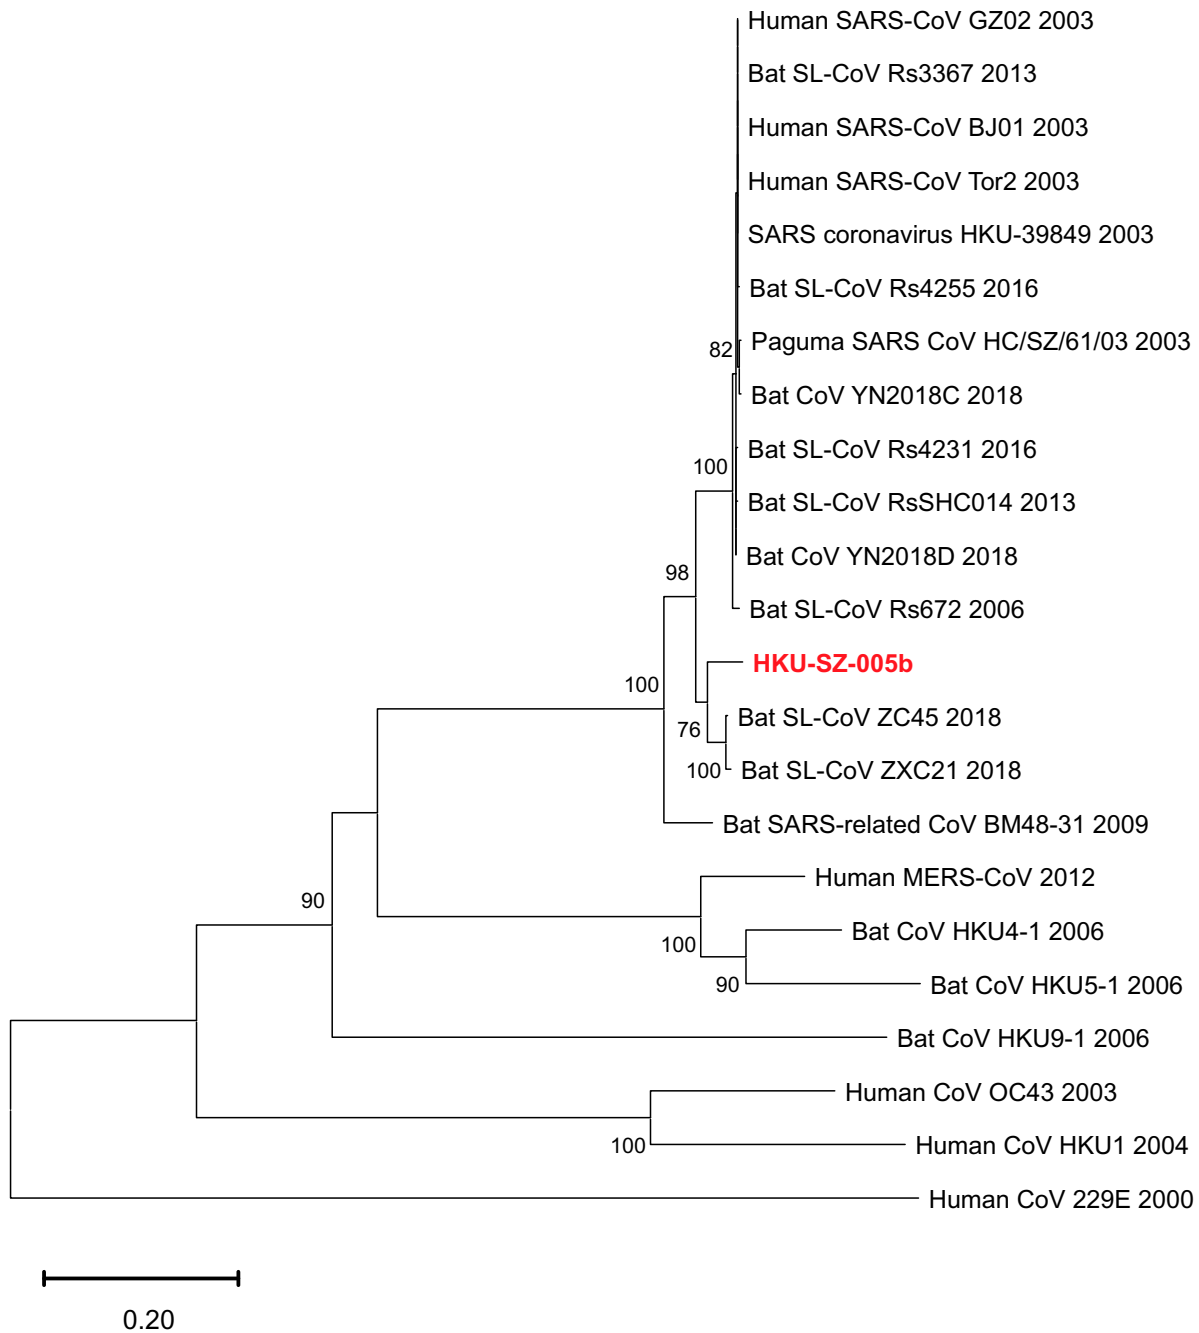 Human SARS-CoV GZ02 2003
Bat SL-CoV Rs3367 2013
Human SARS-CoV BJ01 2003
Human SARS-CoV Tor2 2003
SARS coronavirus HKU-39849 2003
Bat SL-CoV Rs4255 2016
82
Paguma SARS CoV HC/SZ/61/03 2003
Bat CoV YN2018C 2018
Bat SL-CoV Rs4231 2016
100
Bat SL-CoV RsSHC014 2013
Bat CoV YN2018D 2018
98
Bat SL-CoV Rs672 2006
HKU-SZ-005b
100
Bat SL-CoV ZC45 2018
76
Bat SL-CoV ZXC21 2018
100
Bat SARS-related CoV BM48-31 2009
Human MERS-CoV 2012
90
Bat CoV HKU4-1 2006
100
Bat CoV HKU5-1 2006
90
Bat CoV HKU9-1 2006
Human CoV OC43 2003
Human CoV HKU1 2004
100
Human CoV 229E 2000
0.20